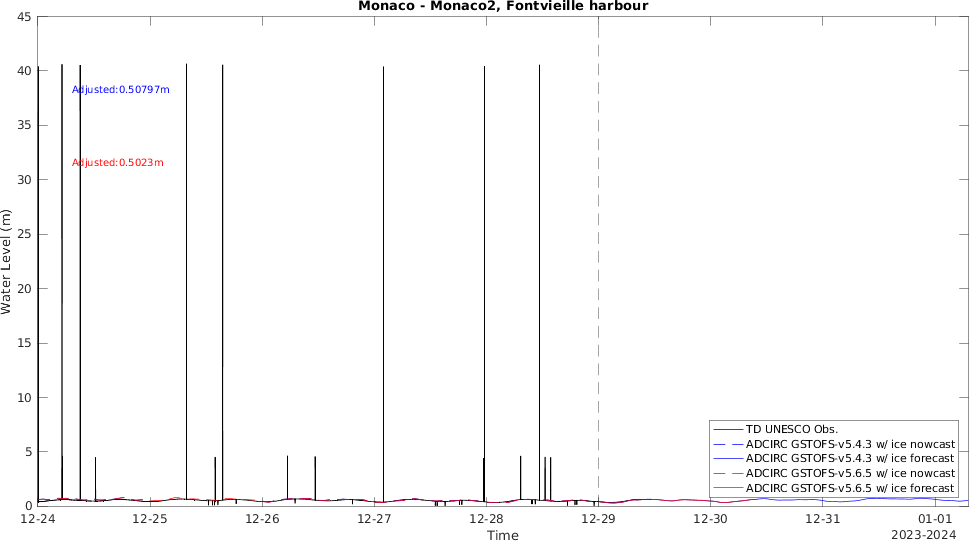 Monaco - Monaco2, Fontvieille harbour
45
40
35
30
25
20
15
10
5
0
Water Level (m)
Adjusted:0.50797m
Adjusted:0.5023m
TD UNESCO Obs.
ADCIRC GSTOFS-v5.4.3 w/ ice nowcast
ADCIRC GSTOFS-v5.4.3 w/ ice forecast
ADCIRC GSTOFS-v5.6.5 w/ ice nowcast
ADCIRC GSTOFS-v5.6.5 w/ ice forecast
12-24 12-25 12-26 12-27 12-28 12-29 12-30 12-31 01-01
Time
2023-2024